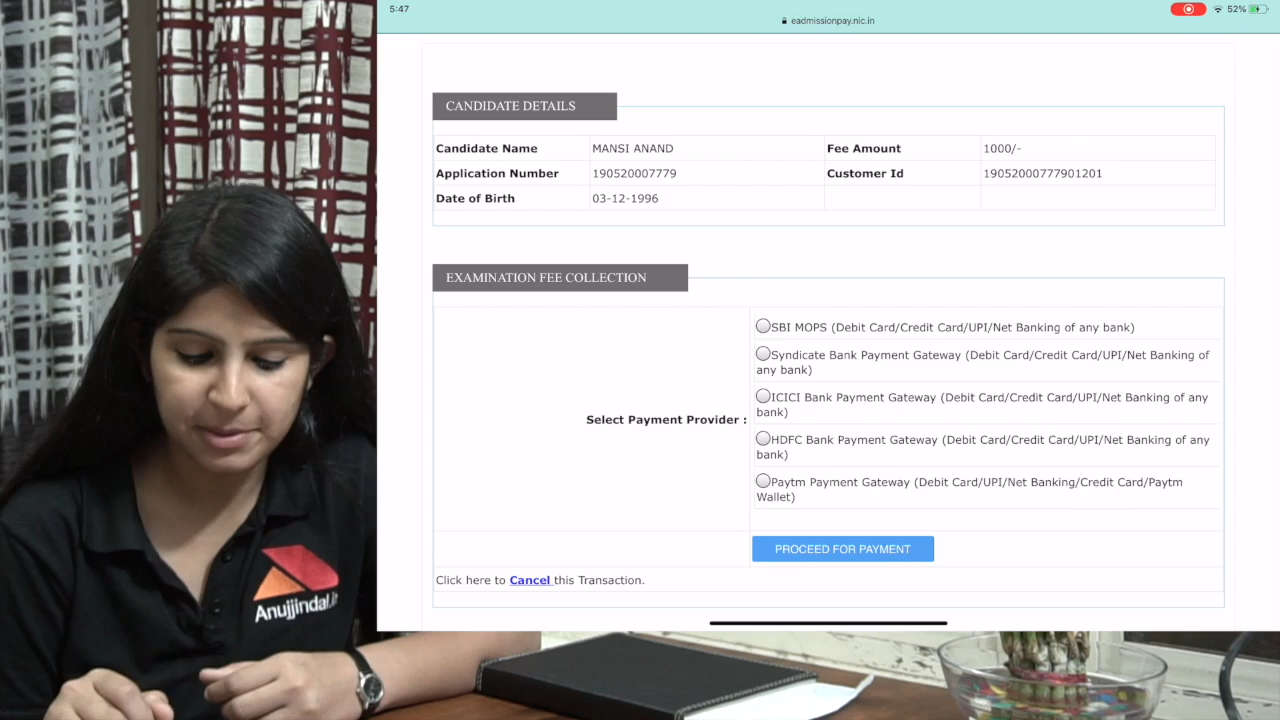 5:47
eadmissionpay.nic.in
52%
CANDIDATE DETAILS
Candidate Name MANSI ANAND Fee Amount 1000/-
Application Number 190520007779 Customer Id 19052000777901201
Date of Birth 03-12-1996
EXAMINATION FEE COLLECTION
Select Payment Provider :
SBI MOPS (Debit Card/Credit Card/UPI/Net Banking of any bank)
Syndicate Bank Payment Gateway (Debit Card/Credit Card/UPI/Net Banking of
any bank)
ICICI Bank Payment Gateway (Debit Card/Credit Card/UPI/Net Banking of any
bank)
HDFC Bank Payment Gateway (Debit Card/Credit Card/UPI/Net Banking of any
bank)
Paytm Payment Gateway (Debit Card/UPI/Net Banking/Credit Card/Paytm
Wallet)
PROCEED FOR PAYMENT
Click here to Cancel this Transaction.
Anujjindal.in